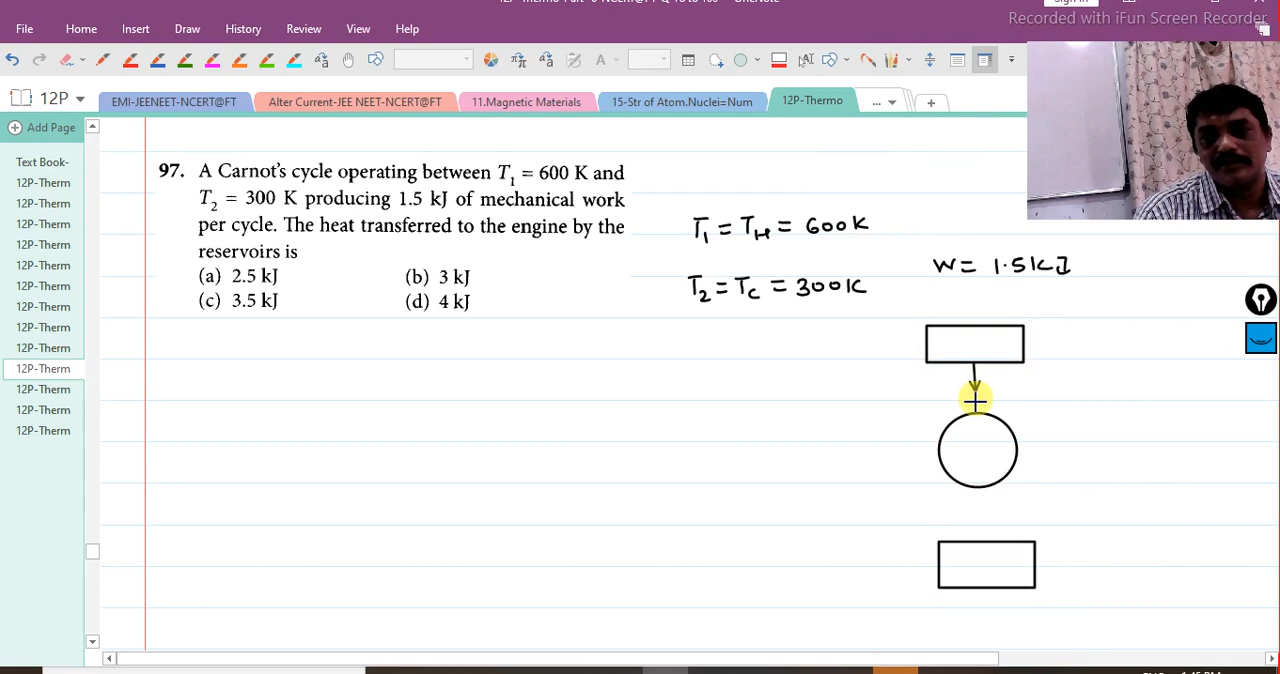 Recorded with iFun Screen Recorder
File Home Insert Draw History Review View Help
12P
EMI-JEENEET-NCERT@FT
Alter Current-JEE NEET-NCERT@FT
11.Magnetic Materials
15-Str of Atom.Nuclei=Num
12P-Thermo
...
Add Page
Text Book-
12P-Therm
12P-Therm
12P-Therm
12P-Therm
12P-Therm
12P-Therm
12P-Therm
12P-Therm
12P-Therm
12P-Therm
12P-Therm
12P-Therm
12P-Therm
97. A Carnot's cycle operating between T₁ = 600 K and
T₂ = 300 K producing 1.5 kJ of mechanical work
per cycle. The heat transferred to the engine by the
reservoirs is
(a) 2.5 kJ (b) 3 kJ
(c) 3.5 kJ (d) 4 kJ
T₁ = T_H = 600K
T₂ = T_C = 300K
W = 1.5KJ